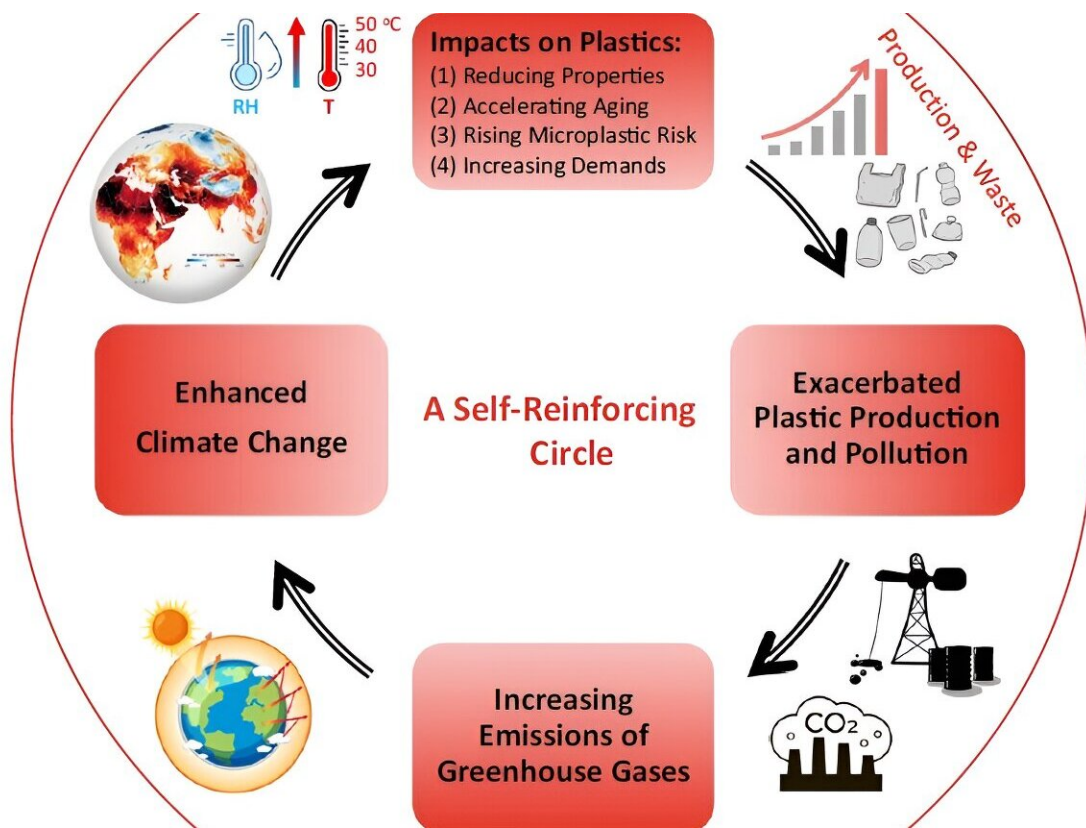 50 °C
40
30
RH
T
Impacts on Plastics:
(1) Reducing Properties
(2) Accelerating Aging
(3) Rising Microplastic Risk
(4) Increasing Demands
Production & Waste
Enhanced
Climate Change
A Self-Reinforcing
Circle
Exacerbated
Plastic Production
and Pollution
Increasing
Emissions of
Greenhouse Gases
CO₂